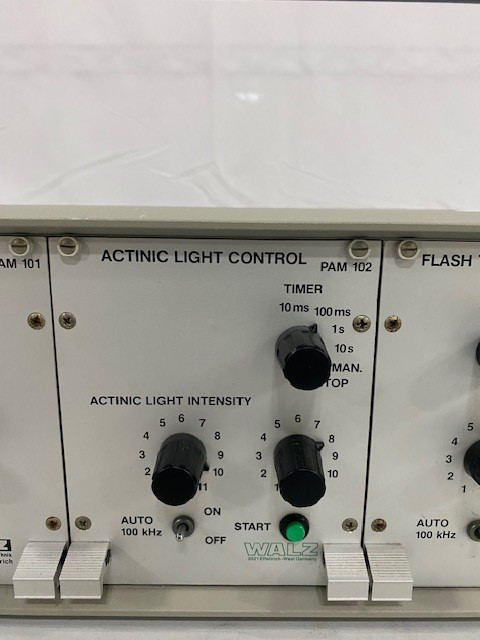 AM 101
ACTINIC LIGHT CONTROL
PAM 102
FLASH
TIMER
10 ms 100 ms
1 s
10 s
MAN.
TOP
ACTINIC LIGHT INTENSITY
2 3 4 5 6 7 8 9 10 11
1 2 3 4 5 6 7 8 9 10
1 2 3 4 5
AUTO
100 kHz
ON
OFF
START
WALZ
8521 Effeltrich-West Germany
AUTO
100 kHz